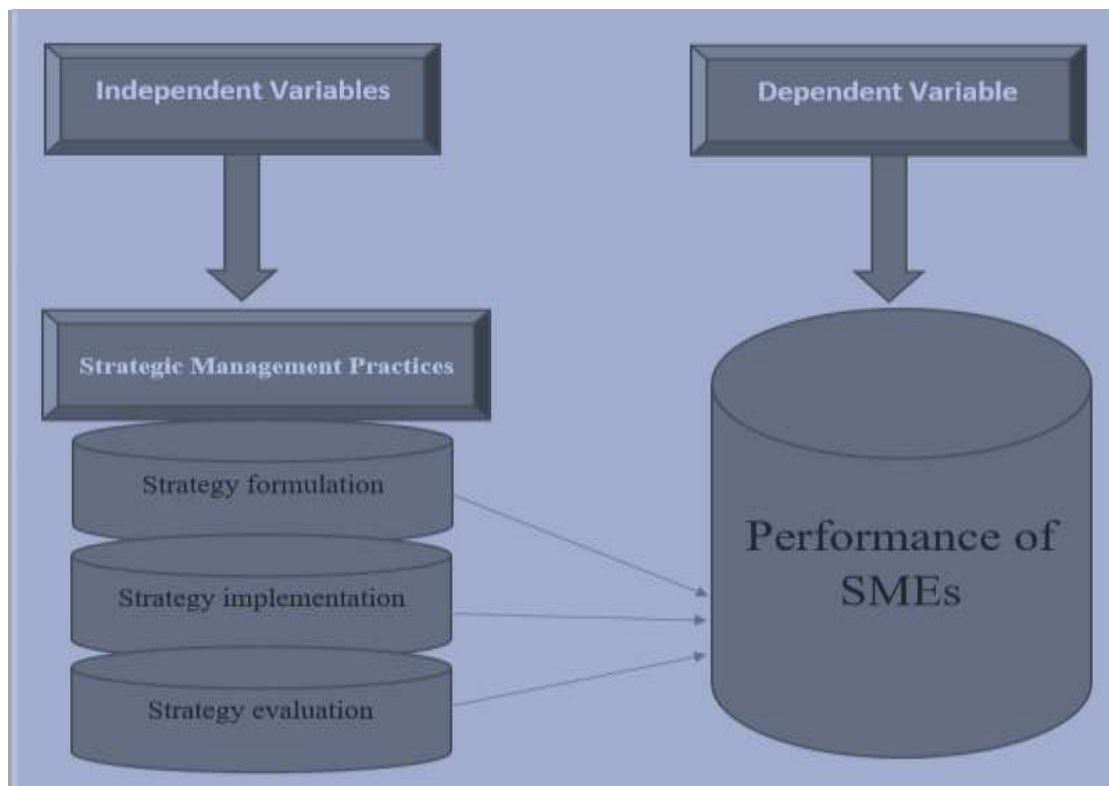 Independent Variables
Dependent Variable
Strategic Management Practices
Strategy formulation
Strategy implementation
Strategy evaluation
Performance of
SMEs